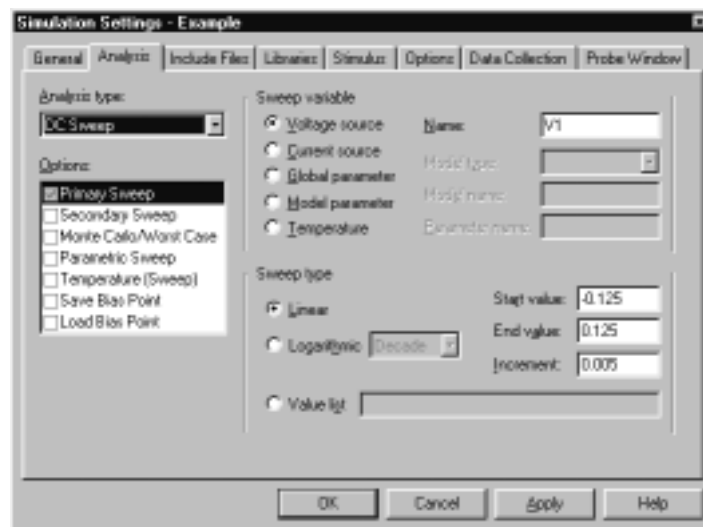 Simulation Settings - Example
General Analysis Include Files Libraries Stimulus Options Data Collection Probe Window
Analysis type:
DC Sweep
Options:
Primary Sweep
Secondary Sweep
Monte Carlo/Worst Case
Parametric Sweep
Temperature (Sweep)
Save Bias Point
Load Bias Point
Sweep variable
Voltage source
Current source
Global parameter
Model parameter
Temperature
Name: V1
Model type:
Model name:
Parameter name:
Sweep type
Linear
Logarithmic Decade
Value list
Start value: -0.125
End value: 0.125
Increment: 0.005
OK Cancel Apply Help